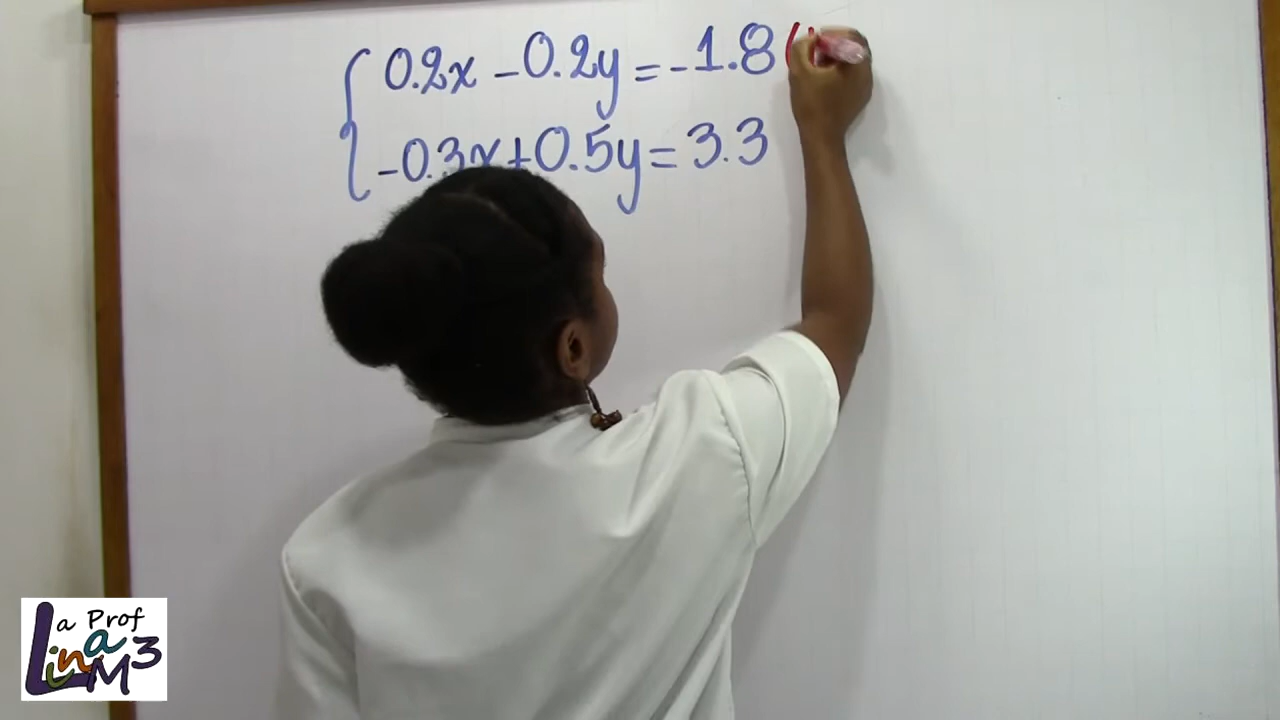 0.2x - 0.2y = -1.8 (
-0.3x + 0.5y = 3.3
La Prof
Lina M3